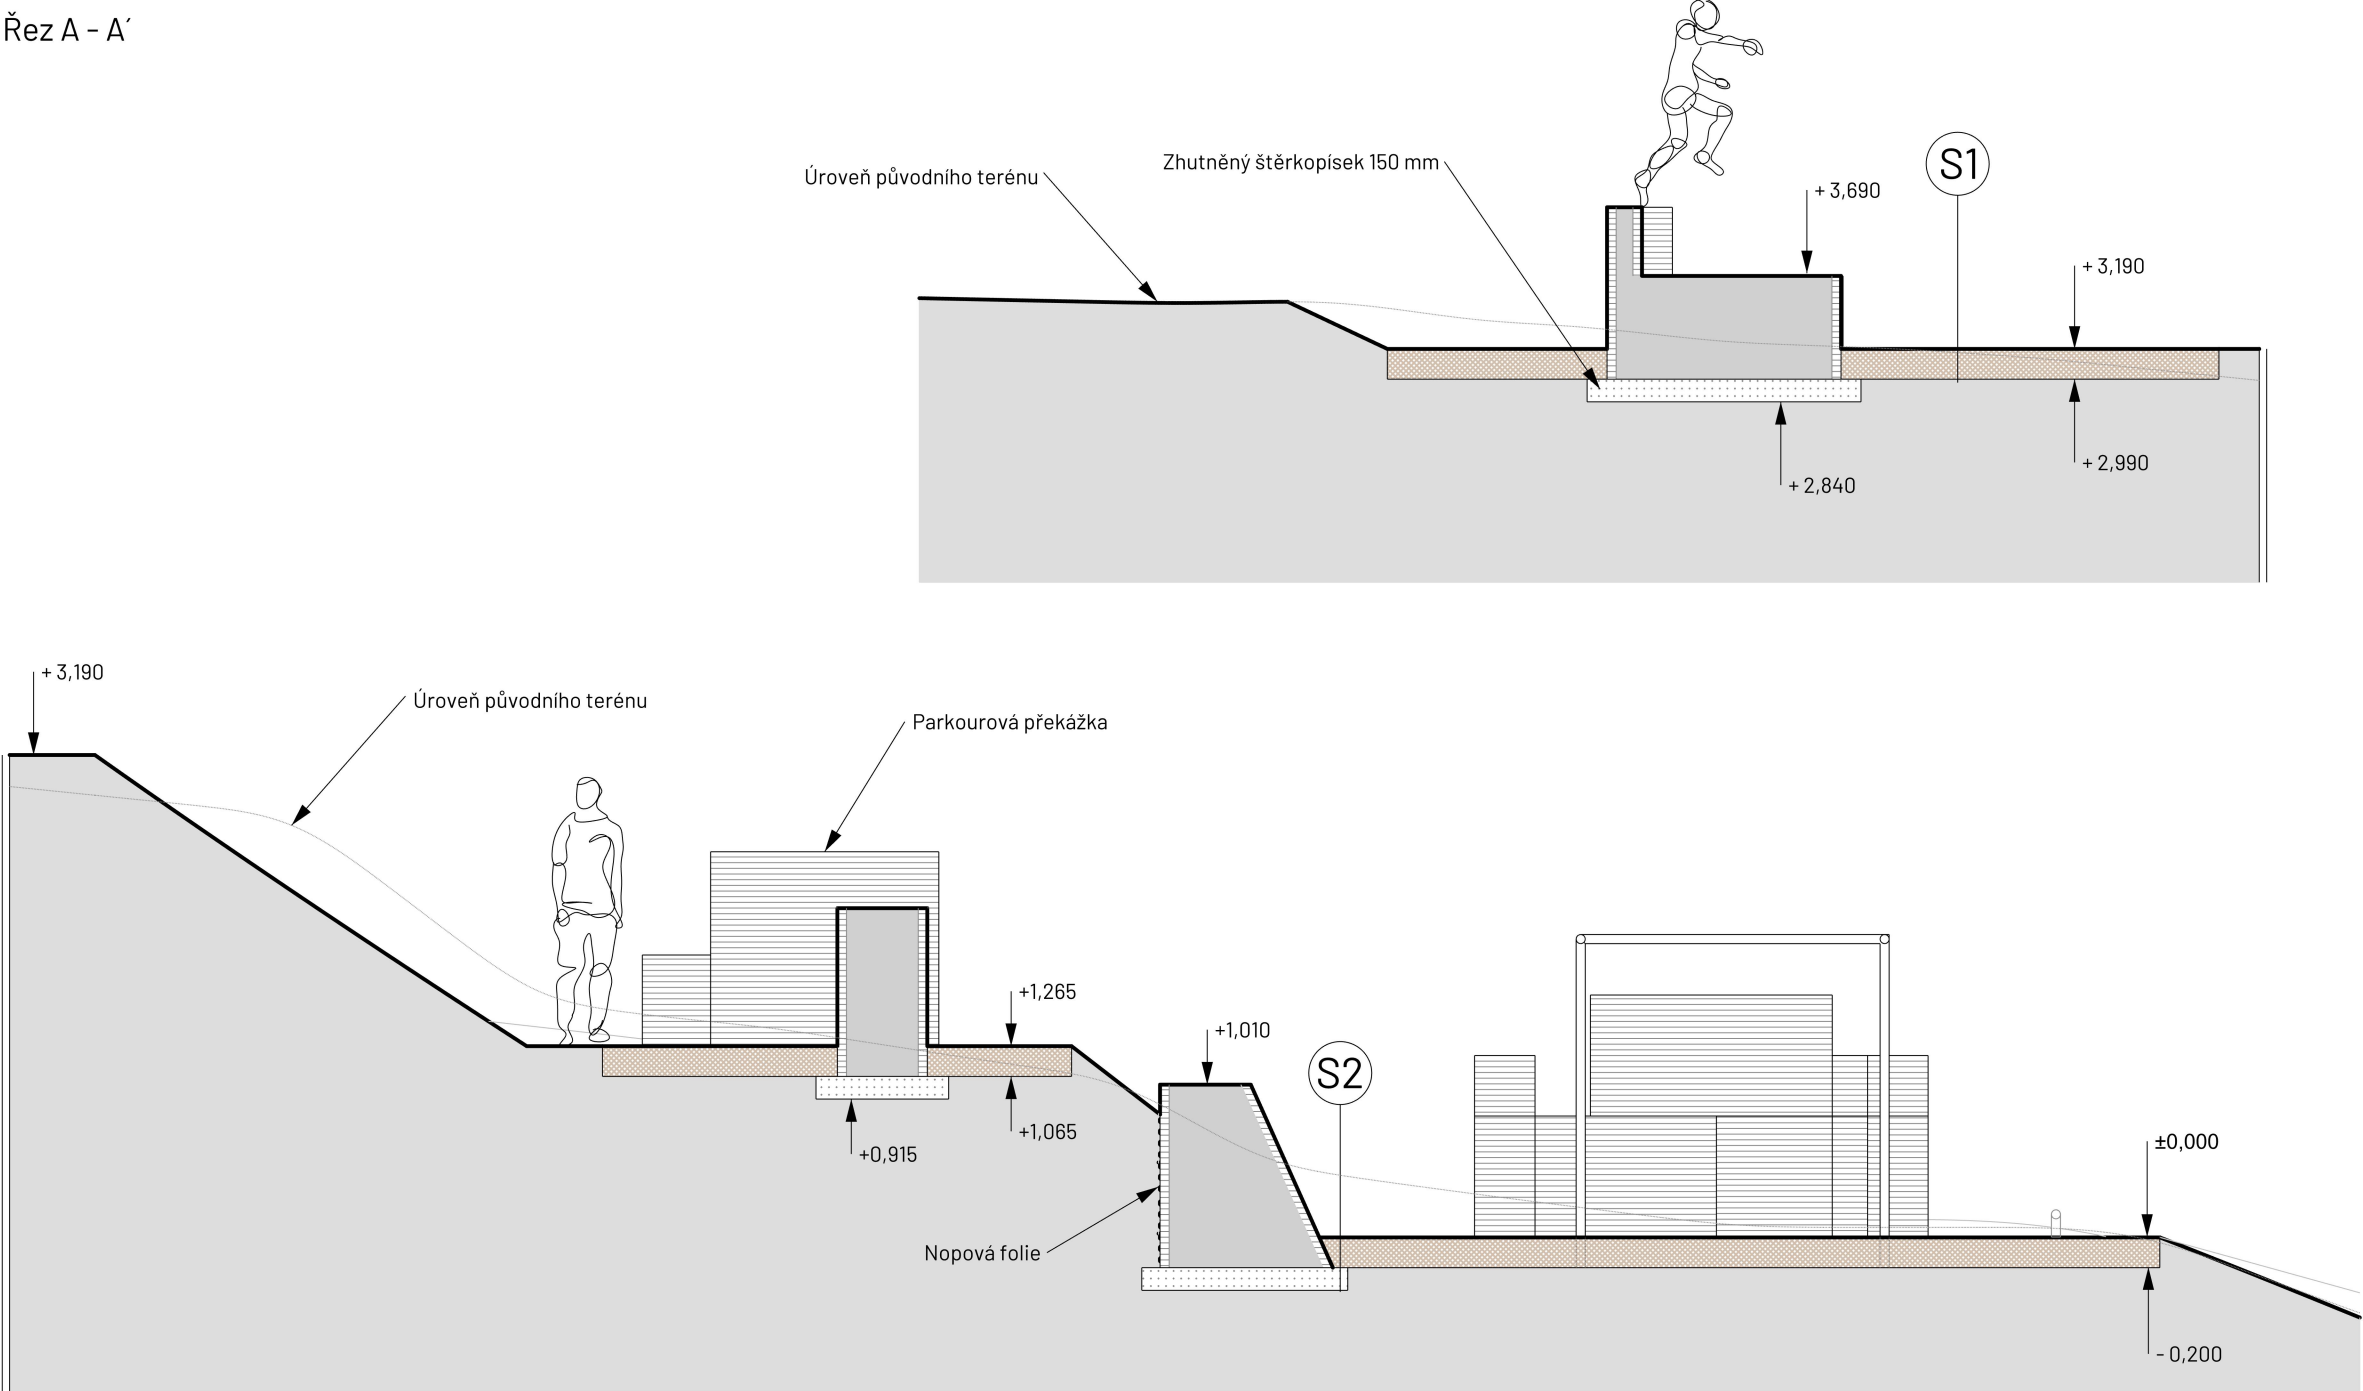 Řez A - A´
Úroveň původního terénu
Zhutněný štěrkopísek 150 mm
S1
+ 3,690
+ 3,190
+ 2,990
+ 2,840
+ 3,190
Úroveň původního terénu
Parkourová překážka
+1,265
+1,010
S2
+1,065
±0,000
+0,915
Nopová folie
- 0,200